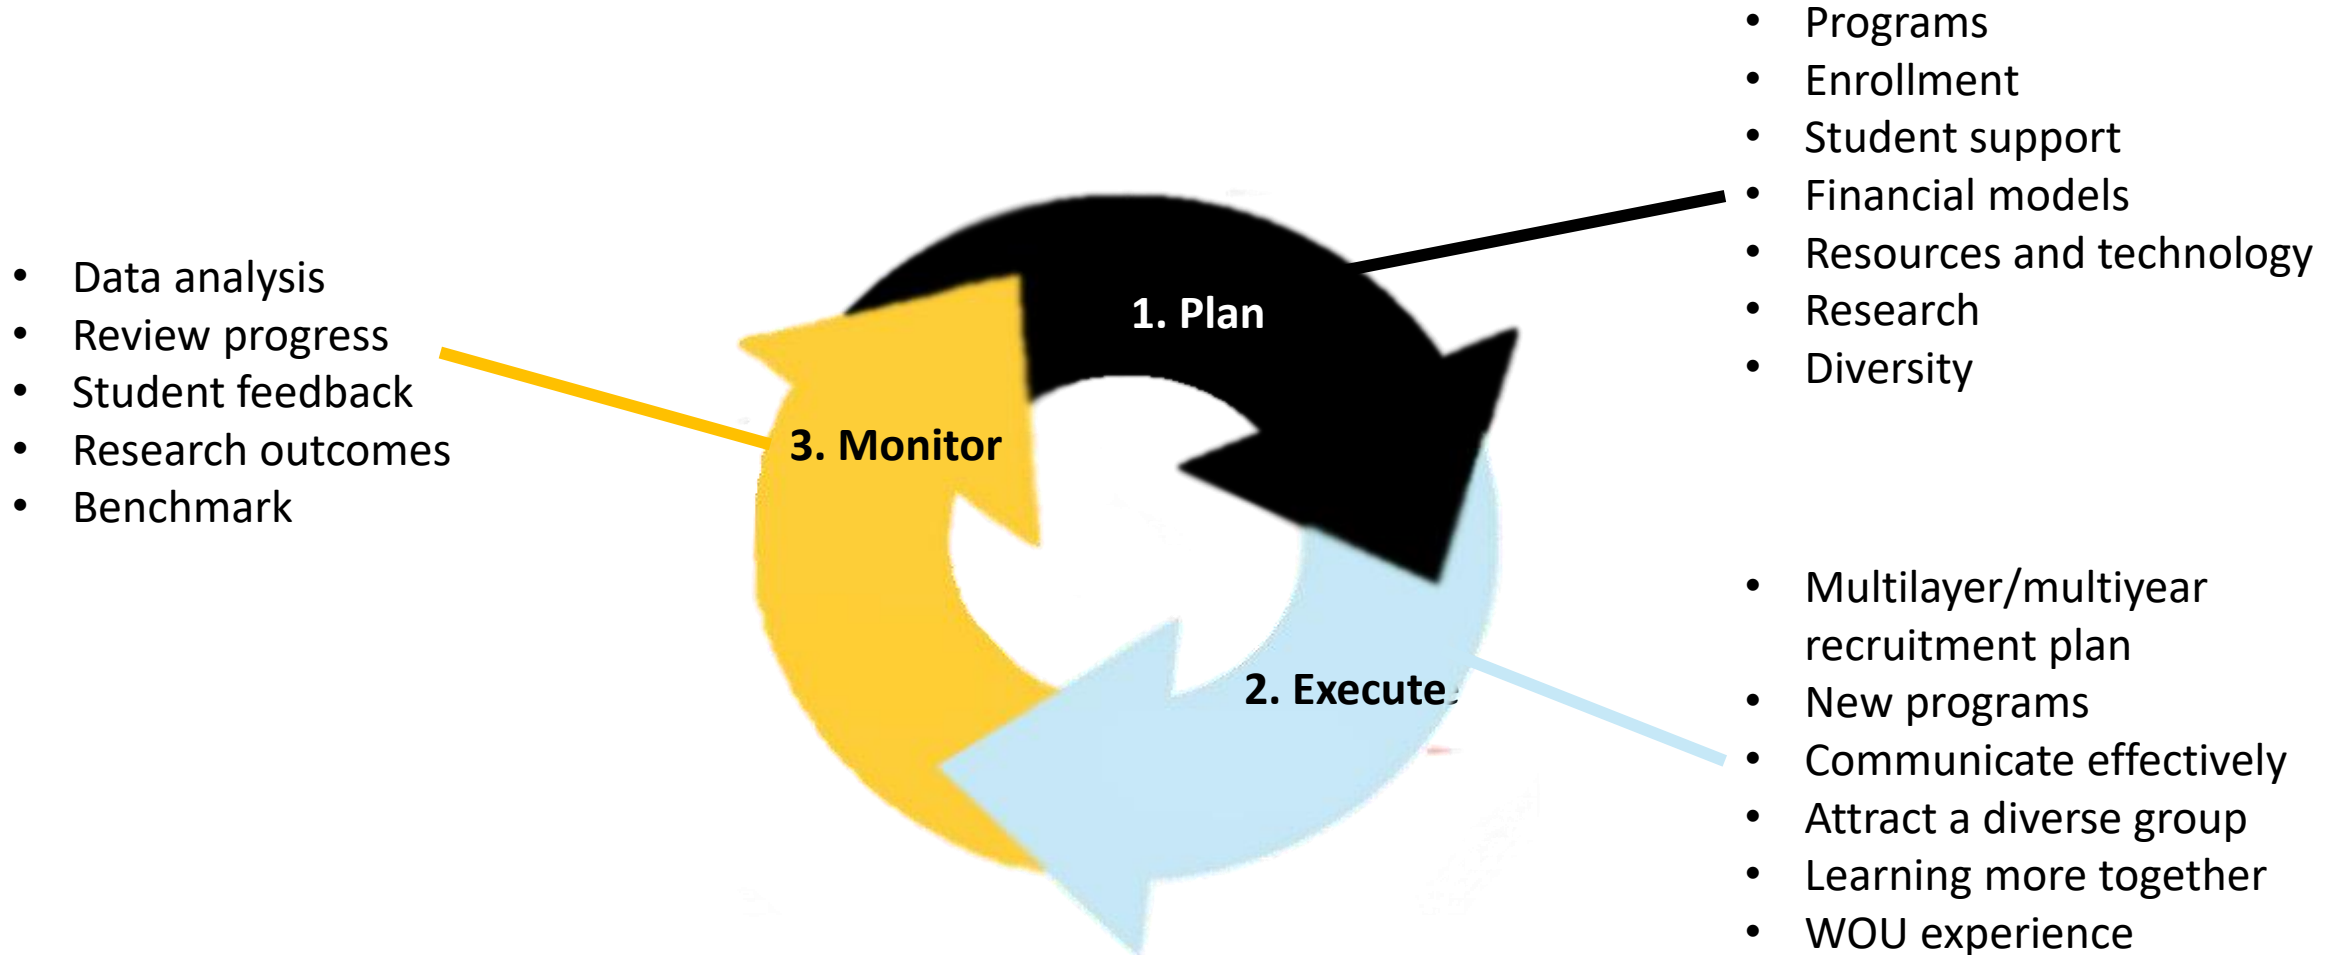 • Programs
• Enrollment
• Student support
• Financial models
• Resources and technology
• Research
• Diversity
1. Plan
• Data analysis
• Review progress
• Student feedback
• Research outcomes
• Benchmark
3. Monitor
2. Execute
• Multilayer/multiyear
recruitment plan
• New programs
• Communicate effectively
• Attract a diverse group
• Learning more together
• WOU experience